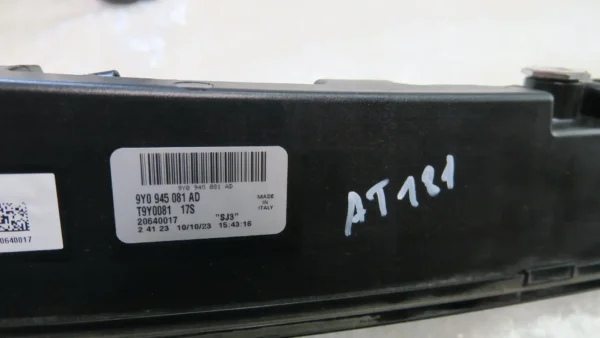 9Y0 945 081 AD
9Y0 945 081 AD
T9Y0081 17S
MADE IN ITALY
20640017 "SJ3"
2 41 23 10/10/23 15:43:16
20640017
AT181